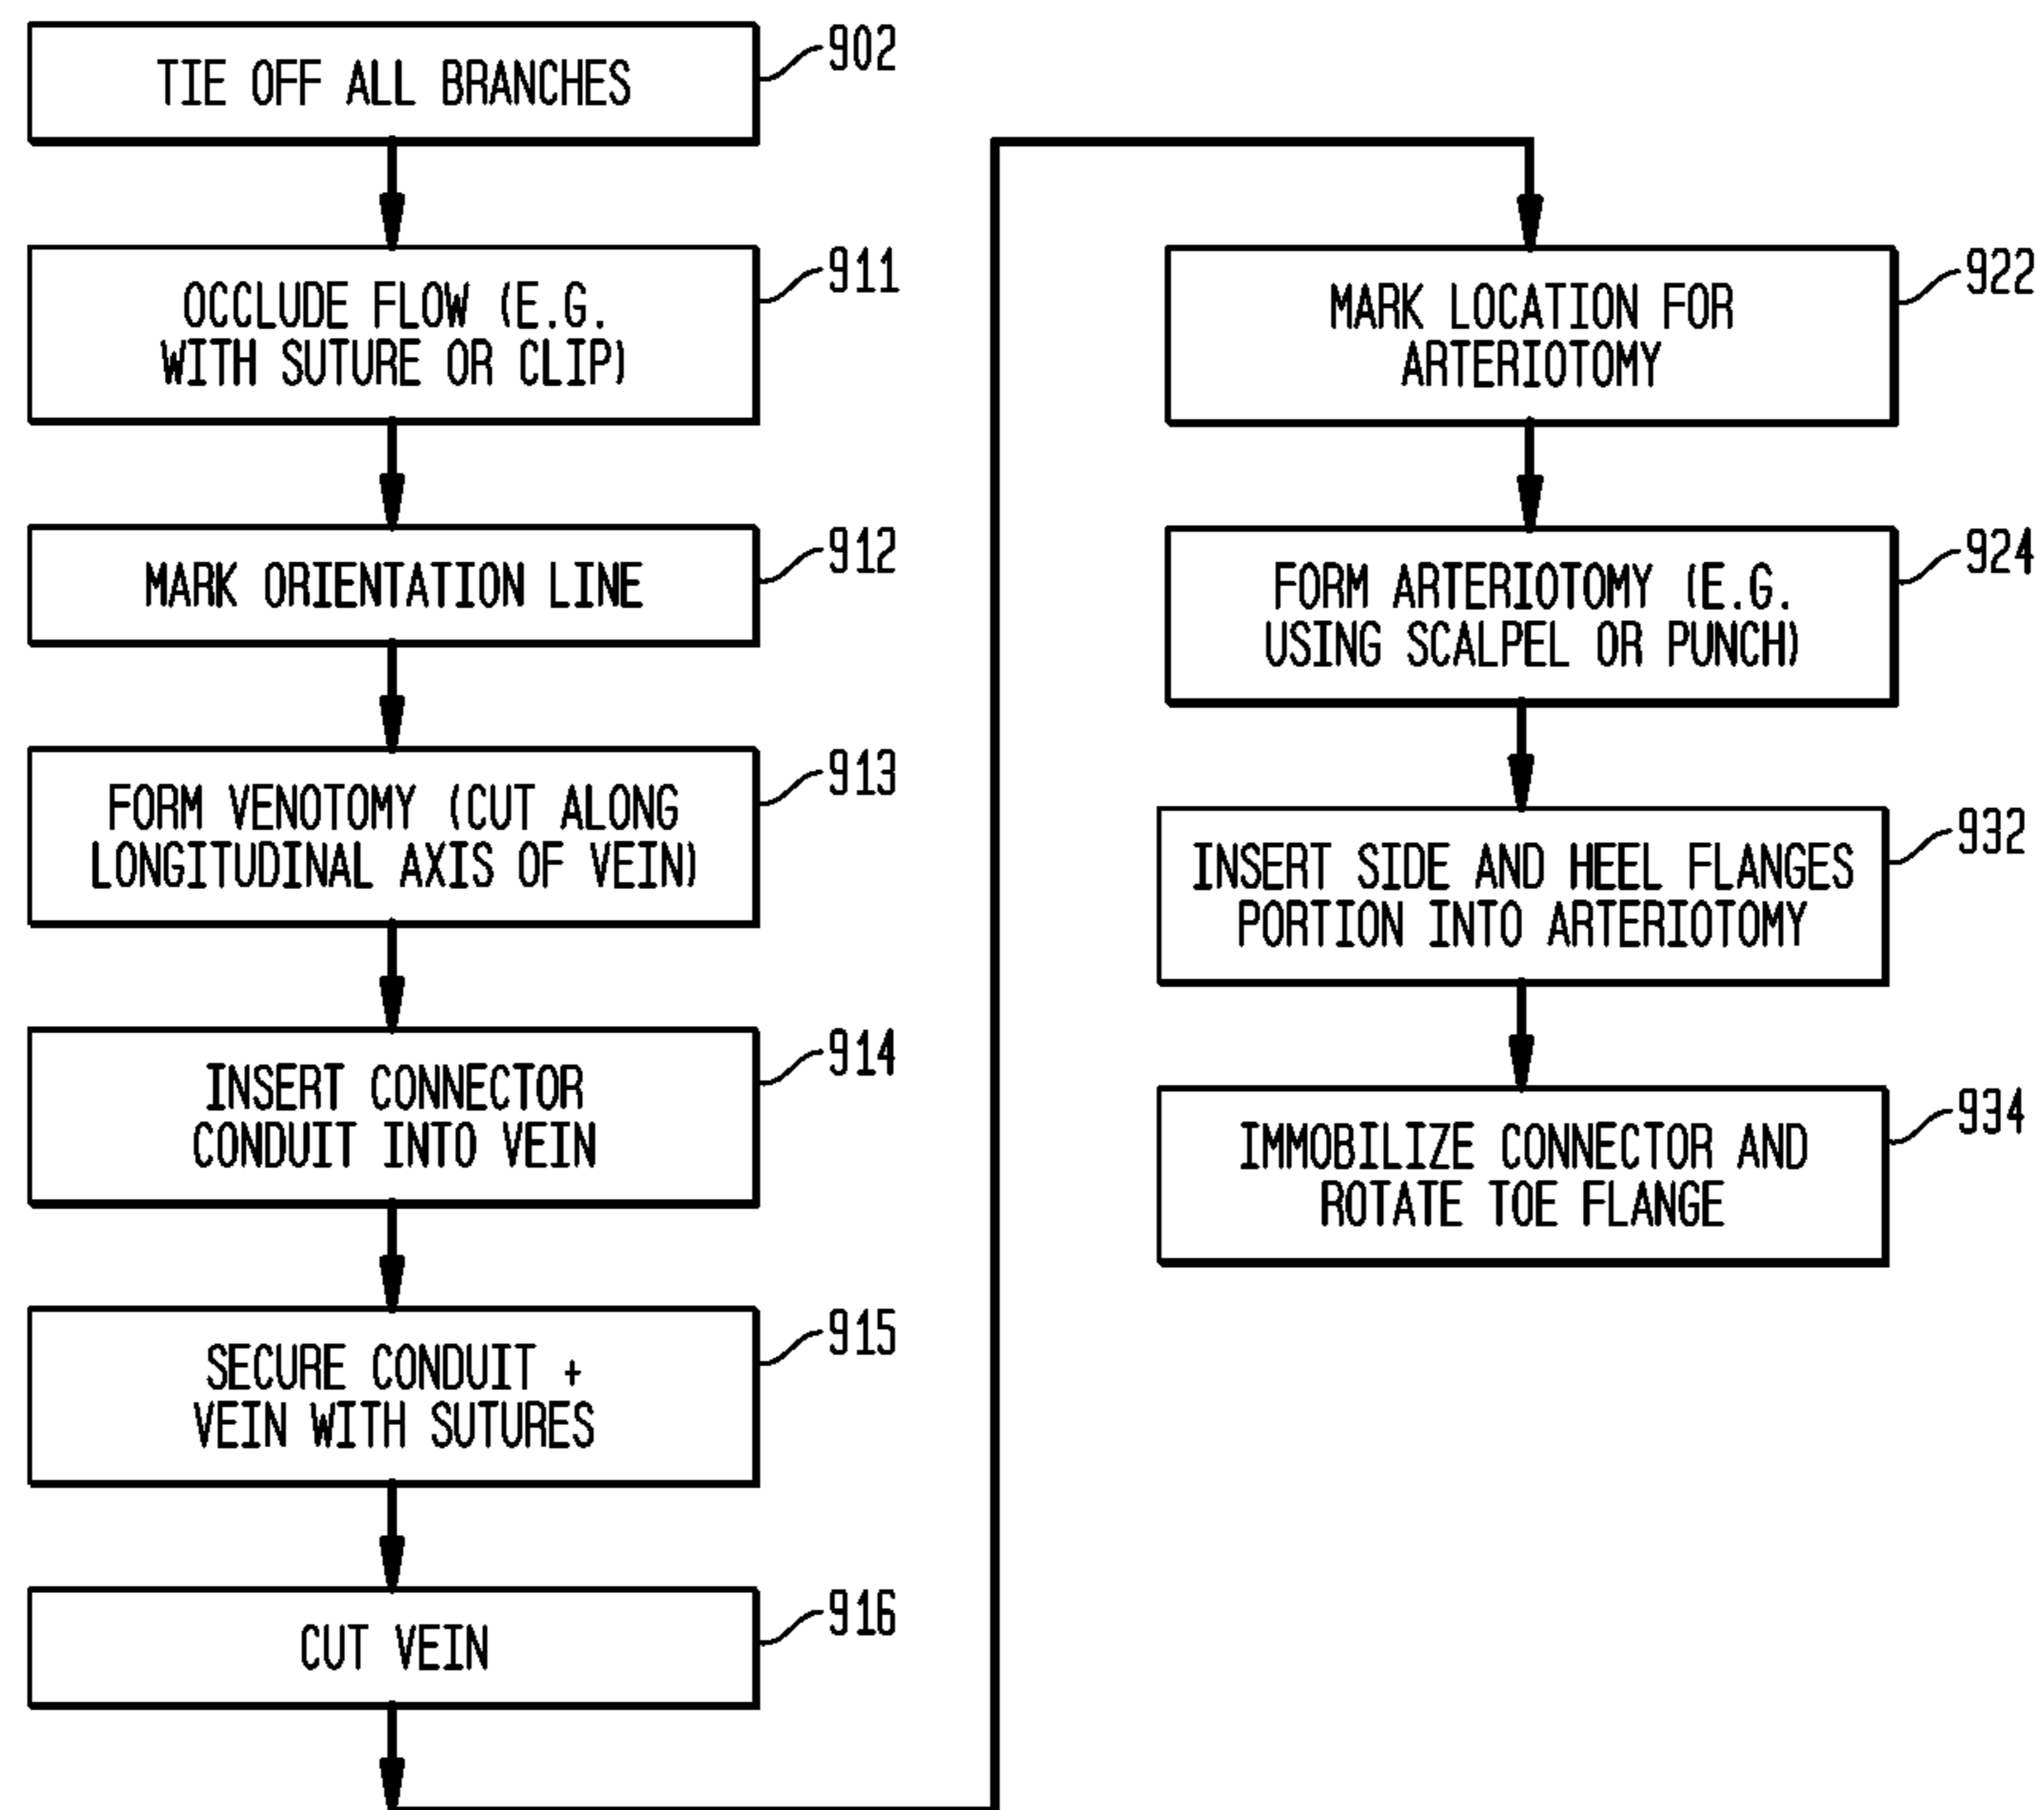 TIE OFF ALL BRANCHES
902
OCCLUDE FLOW (E.G.
WITH SUTURE OR CLIP)
911
MARK ORIENTATION LINE
912
FORM VENOTOMY (CUT ALONG
LONGITUDINAL AXIS OF VEIN)
913
INSERT CONNECTOR
CONDUIT INTO VEIN
914
SECURE CONDUIT +
VEIN WITH SUTURES
915
CUT VEIN
916
MARK LOCATION FOR
ARTERIOTOMY
922
FORM ARTERIOTOMY (E.G.
USING SCALPEL OR PUNCH)
924
INSERT SIDE AND HEEL FLANGES
PORTION INTO ARTERIOTOMY
932
IMMOBILIZE CONNECTOR AND
ROTATE TOE FLANGE
934